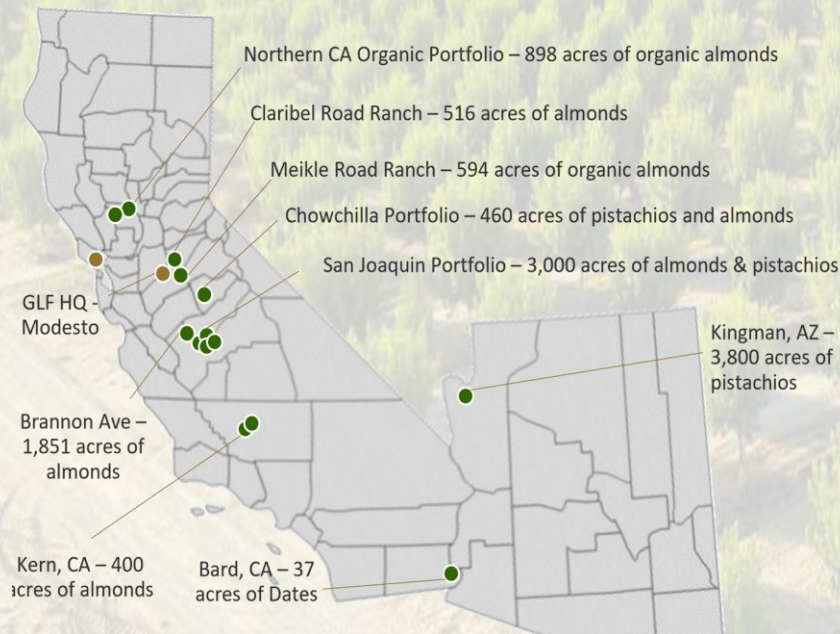 Northern CA Organic Portfolio – 898 acres of organic almonds
Claribel Road Ranch – 516 acres of almonds
Meikle Road Ranch – 594 acres of organic almonds
Chowchilla Portfolio – 460 acres of pistachios and almonds
San Joaquin Portfolio – 3,000 acres of almonds & pistachios
GLF HQ -
Modesto
Kingman, AZ –
3,800 acres of
pistachios
Brannon Ave –
1,851 acres of
almonds
Kern, CA – 400
acres of almonds
Bard, CA – 37
acres of Dates